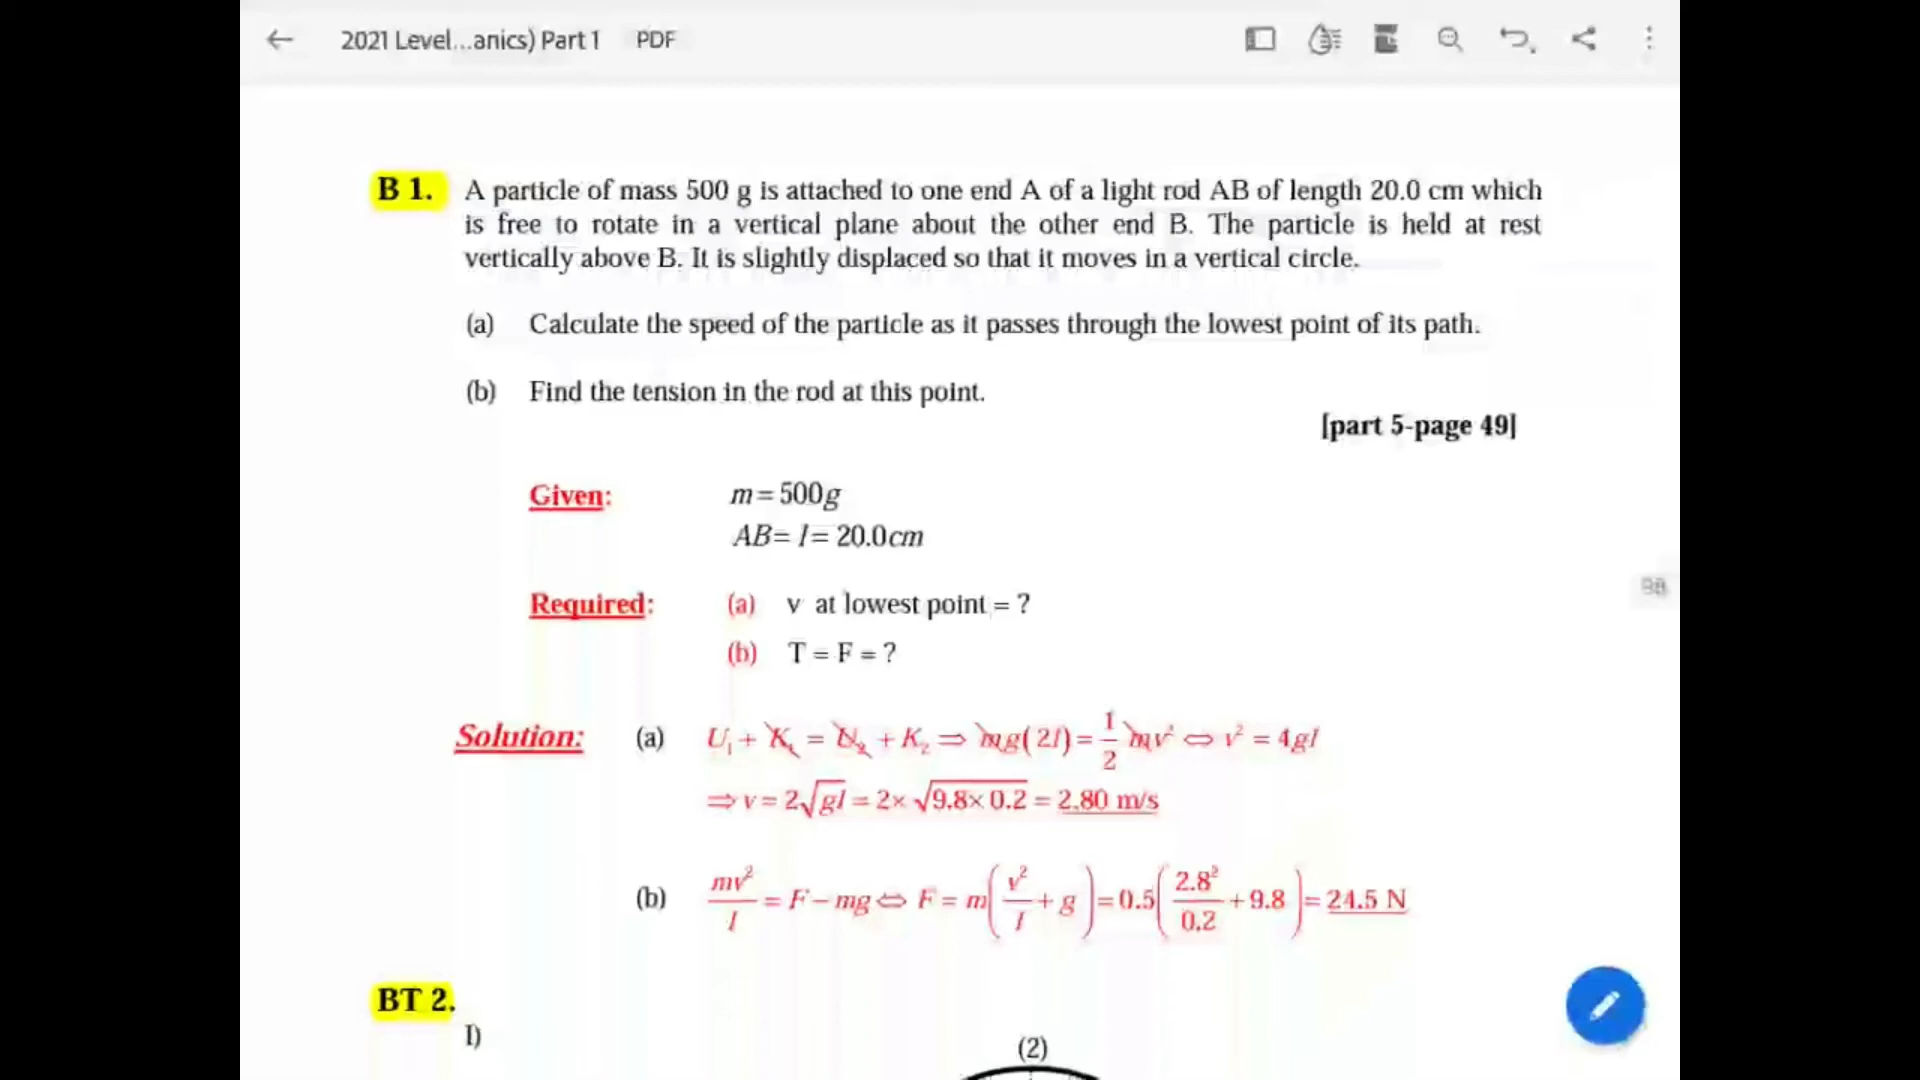 2021 Level...anics) Part 1 PDF
B 1. A particle of mass 500 g is attached to one end A of a light rod AB of length 20.0 cm which
is free to rotate in a vertical plane about the other end B. The particle is held at rest
vertically above B. It is slightly displaced so that it moves in a vertical circle.
(a) Calculate the speed of the particle as it passes through the lowest point of its path.
(b) Find the tension in the rod at this point.
[part 5-page 49]
Given: m = 500g
AB = l = 20.0cm
98
Required: (a) v at lowest point = ?
(b) T = F = ?
Solution: (a) U₁ + K₁ = U₂ + K₂ ⇒ mg(2l) = 1/2 mv² ⇔ v² = 4gl
⇒ v = 2√gl = 2× √9.8× 0.2 = 2.80 m/s
(b) mv²/l = F − mg ⇔ F = m(v²/l + g) = 0.5(2.8²/0.2 + 9.8) = 24.5 N
BT 2.
I)
(2)